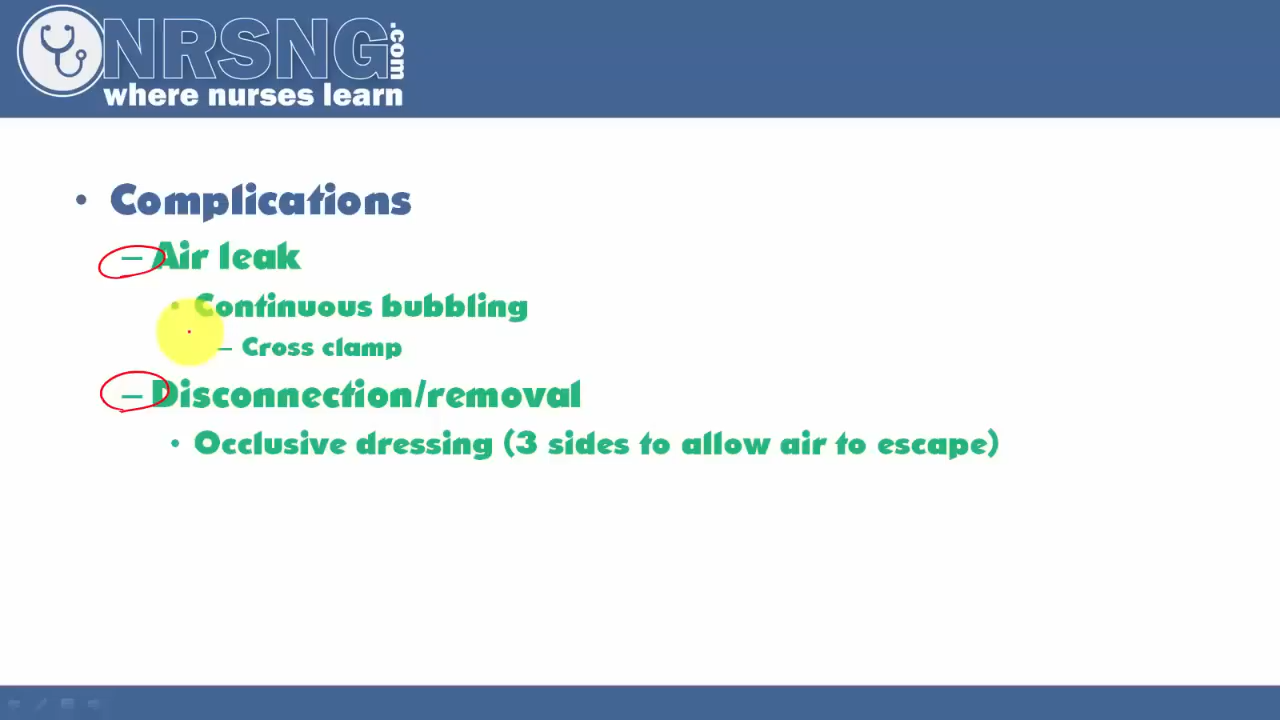 NRSNG.com
where nurses learn
• Complications
– Air leak
• Continuous bubbling
– Cross clamp
– Disconnection/removal
• Occlusive dressing (3 sides to allow air to escape)